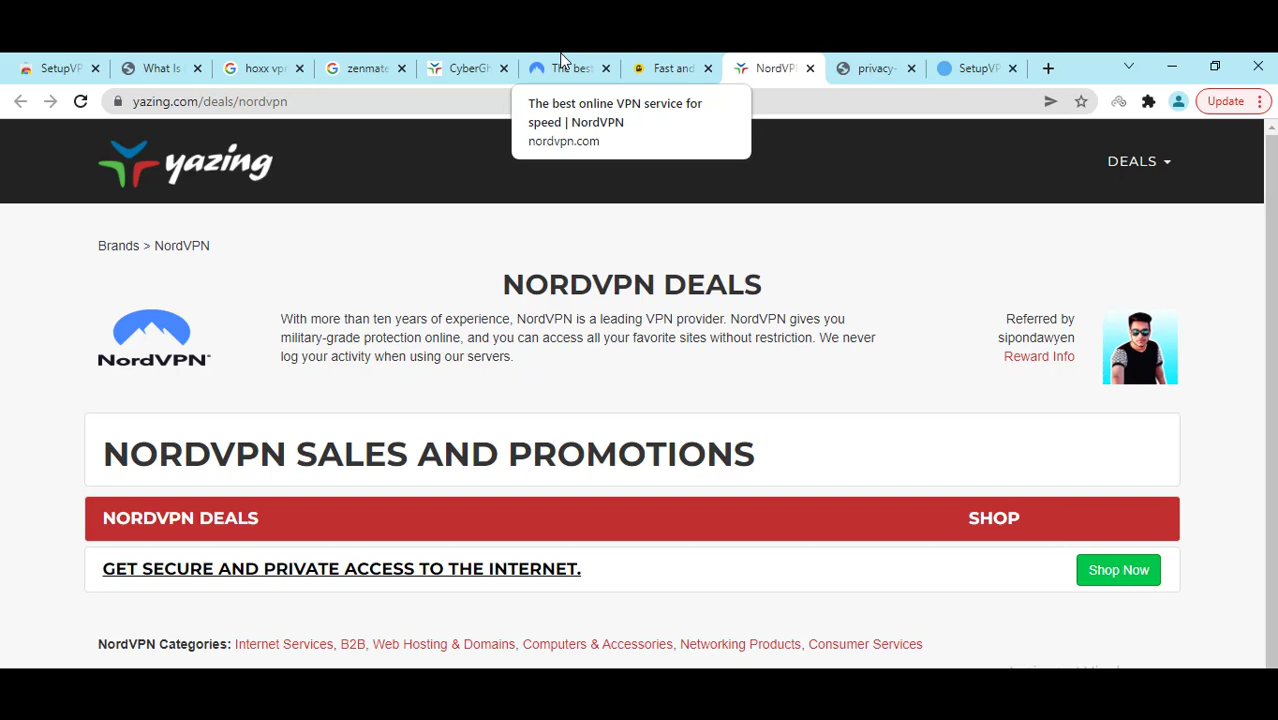 SetupVP
What Is
hoxx vpn
zenmate
CyberGh
The best
Fast and
NordVPN
privacy-
SetupVP
yazing.com/deals/nordvpn
Update
The best online VPN service for
speed | NordVPN
nordvpn.com
yazing
DEALS
Brands > NordVPN
NORDVPN DEALS
NordVPN®
With more than ten years of experience, NordVPN is a leading VPN provider. NordVPN gives you
military-grade protection online, and you can access all your favorite sites without restriction. We never
log your activity when using our servers.
Referred by
sipondawyen
Reward Info
NORDVPN SALES AND PROMOTIONS
NORDVPN DEALS
SHOP
GET SECURE AND PRIVATE ACCESS TO THE INTERNET.
Shop Now
NordVPN Categories: Internet Services, B2B, Web Hosting & Domains, Computers & Accessories, Networking Products, Consumer Services